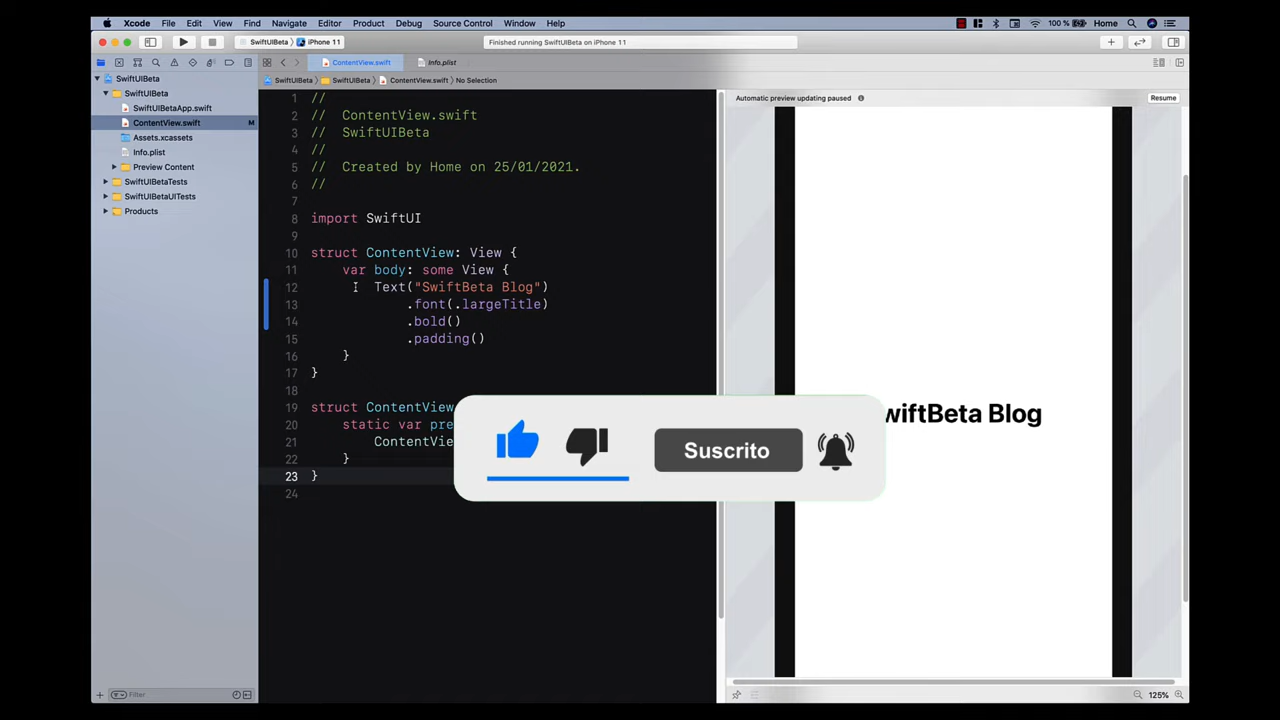 Xcode File Edit View Find Navigate Editor Product Debug Source Control Window Help 100 % Home
SwiftUIBeta iPhone 11 Finished running SwiftUIBeta on iPhone 11
ContentView.swift Info.plist
SwiftUIBeta SwiftUIBeta ContentView.swift No Selection
SwiftUIBeta
SwiftUIBeta
SwiftUIBetaApp.swift
ContentView.swift M
Assets.xcassets
Info.plist
Preview Content
SwiftUIBetaTests
SwiftUIBetaUITests
Products
Filter
1 //
2 // ContentView.swift
3 // SwiftUIBeta
4 //
5 // Created by Home on 25/01/2021.
6 //
7
8 import SwiftUI
9
10 struct ContentView: View {
11 var body: some View {
12 Text("SwiftBeta Blog")
13 .font(.largeTitle)
14 .bold()
15 .padding()
16 }
17 }
18
19 struct ContentView
20 static var pre
21 ContentVie
22 }
23 }
24
Automatic preview updating paused Resume
wiftBeta Blog
Suscrito
125%